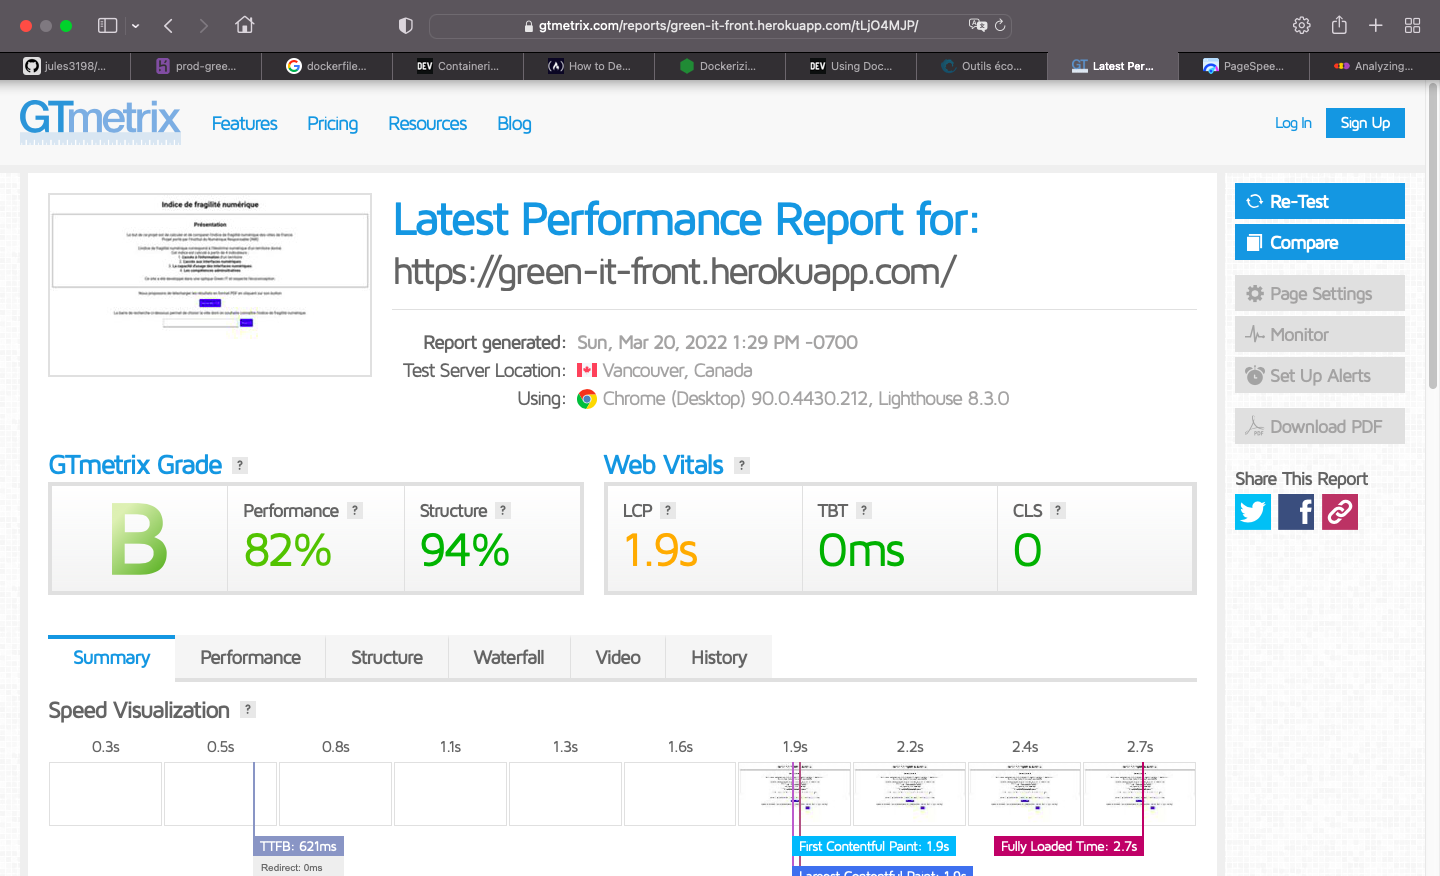 gtmetrix.com/reports/green-it-front.herokuapp.com/tLjO4MJP/
jules3198/...
prod-gree...
dockerfile...
DEV Containeri...
How to De...
Dockerizi...
DEV Using Doc...
Outils éco...
GT Latest Per...
PageSpee...
Analyzing...
GTmetrix
Features
Pricing
Resources
Blog
Log In
Sign Up
Indice de fragilité numérique
Présentation
Latest Performance Report for:
https://green-it-front.herokuapp.com/
Report generated: Sun, Mar 20, 2022 1:29 PM -0700
Test Server Location: Vancouver, Canada
Using: Chrome (Desktop) 90.0.4430.212, Lighthouse 8.3.0
Re-Test
Compare
Page Settings
Monitor
Set Up Alerts
PDF Download PDF
Share This Report
GTmetrix Grade ?
B
Performance ?
82%
Structure ?
94%
Web Vitals ?
LCP ?
1.9s
TBT ?
0ms
CLS ?
0
Summary
Performance
Structure
Waterfall
Video
History
Speed Visualization ?
0.3s 0.5s 0.8s 1.1s 1.3s 1.6s 1.9s 2.2s 2.4s 2.7s
TTFB: 621ms
Redirect: 0ms
First Contentful Paint: 1.9s
Fully Loaded Time: 2.7s
Largest Contentful Paint: 1.9s